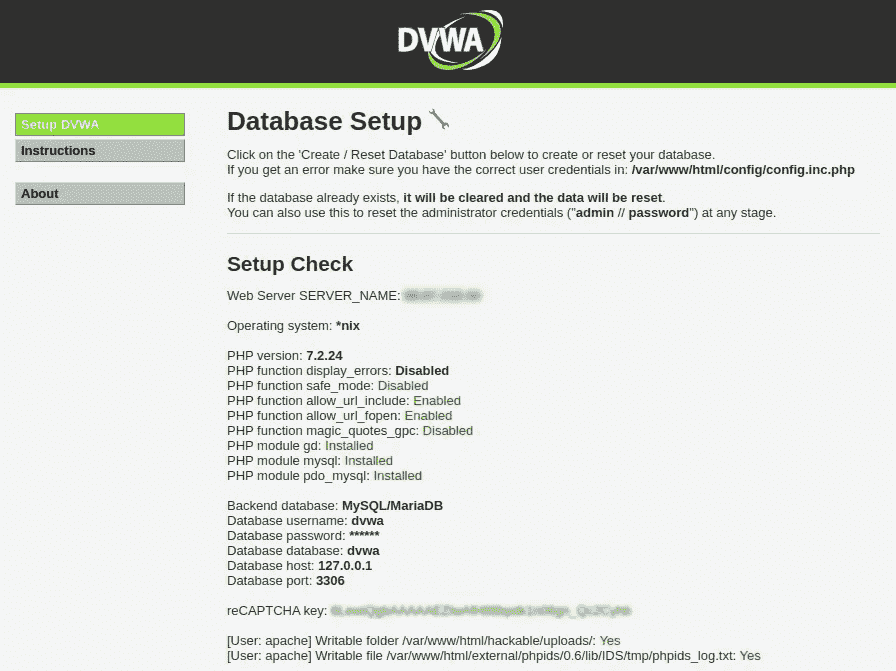 DVWA
Setup DVWA
Instructions
About
Database Setup
Click on the 'Create / Reset Database' button below to create or reset your database.
If you get an error make sure you have the correct user credentials in: /var/www/html/config/config.inc.php
If the database already exists, it will be cleared and the data will be reset.
You can also use this to reset the administrator credentials ("admin // password") at any stage.
Setup Check
Web Server SERVER_NAME:
Operating system: *nix
PHP version: 7.2.24
PHP function display_errors: Disabled
PHP function safe_mode: Disabled
PHP function allow_url_include: Enabled
PHP function allow_url_fopen: Enabled
PHP function magic_quotes_gpc: Disabled
PHP module gd: Installed
PHP module mysql: Installed
PHP module pdo_mysql: Installed
Backend database: MySQL/MariaDB
Database username: dvwa
Database password: ******
Database database: dvwa
Database host: 127.0.0.1
Database port: 3306
reCAPTCHA key:
[User: apache] Writable folder /var/www/html/hackable/uploads/: Yes
[User: apache] Writable file /var/www/html/external/phpids/0.6/lib/IDS/tmp/phpids_log.txt: Yes